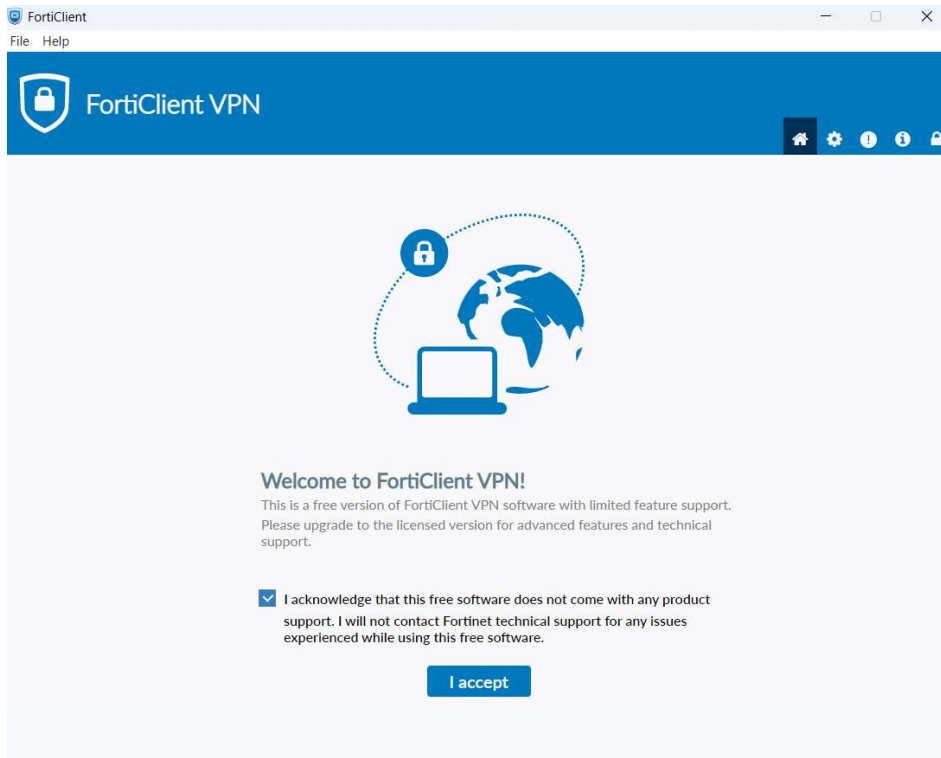 FortiClient
File Help
FortiClient VPN
Welcome to FortiClient VPN!
This is a free version of FortiClient VPN software with limited feature support.
Please upgrade to the licensed version for advanced features and technical
support.
I acknowledge that this free software does not come with any product
support. I will not contact Fortinet technical support for any issues
experienced while using this free software.
I accept